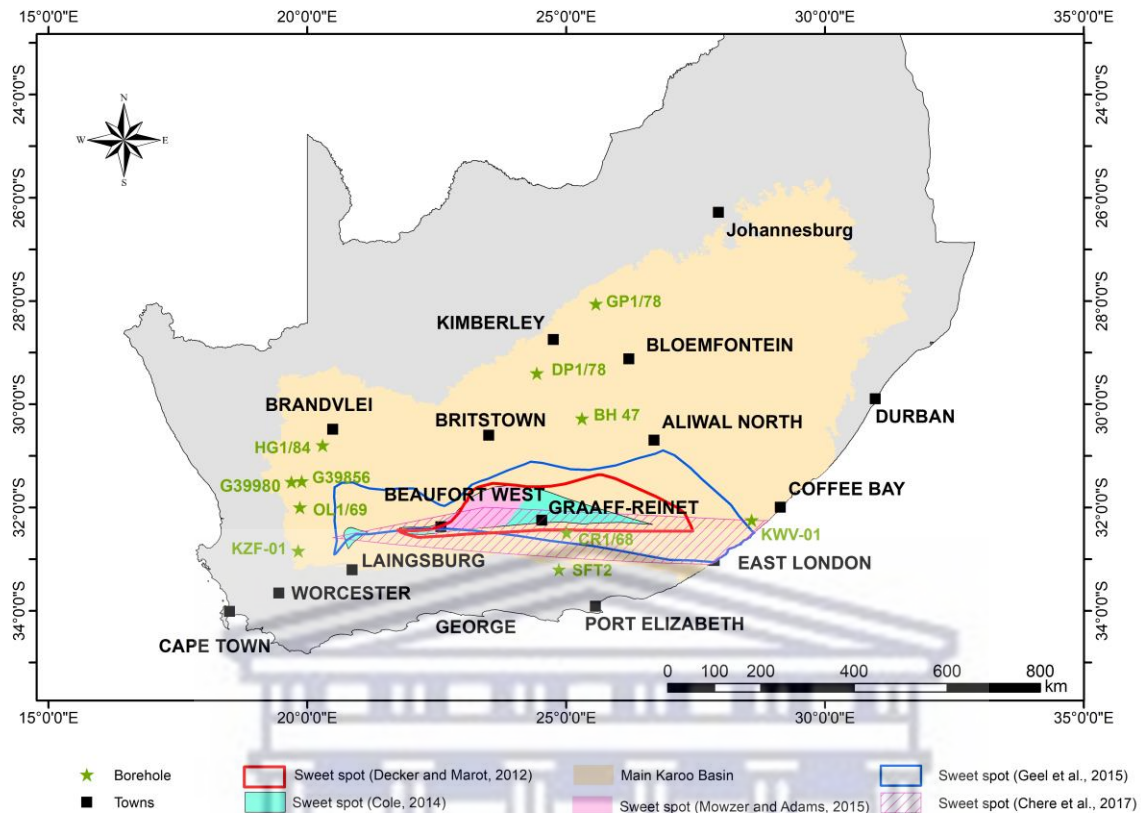 15°0'0"E 20°0'0"E 25°0'0"E 30°0'0"E 35°0'0"E
24°0'0"S 24°0'0"S
26°0'0"S 26°0'0"S
28°0'0"S 28°0'0"S
30°0'0"S 30°0'0"S
32°0'0"S 32°0'0"S
34°0'0"S 34°0'0"S
N
W E
S
Johannesburg
GP1/78
KIMBERLEY
BLOEMFONTEIN
DP1/78
BRANDVLEI
BRITSTOWN
BH 47
ALIWAL NORTH
DURBAN
HG1/84
G39980
G39856
OL1/69
BEAUFORT WEST
GRAAFF-REINET
COFFEE BAY
KZF-01
CR1/68
KWV-01
LAINGSBURG
SFT2
EAST LONDON
WORCESTER
CAPE TOWN
GEORGE
PORT ELIZABETH
0 100 200 400 600 800
km
15°0'0"E 20°0'0"E 25°0'0"E 30°0'0"E 35°0'0"E
Borehole Sweet spot (Decker and Marot, 2012) Main Karoo Basin Sweet spot (Geel et al., 2015)
Towns Sweet spot (Cole, 2014) Sweet spot (Mowzer and Adams, 2015) Sweet spot (Chere et al., 2017)